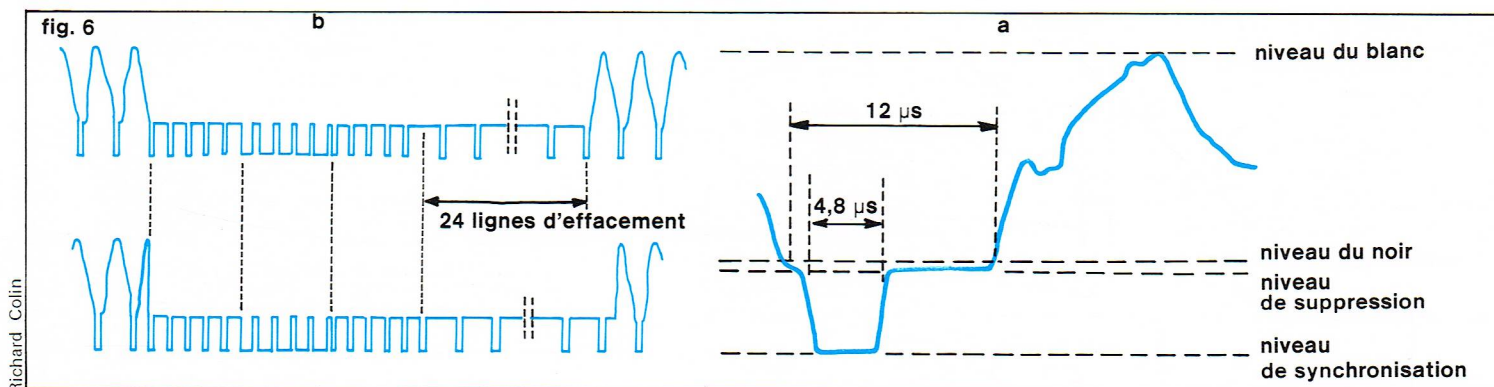 fig. 6
b
a
niveau du blanc
12 µs
4,8 µs
24 lignes d'effacement
niveau du noir
niveau
de suppression
niveau
de synchronisation
Richard Colin